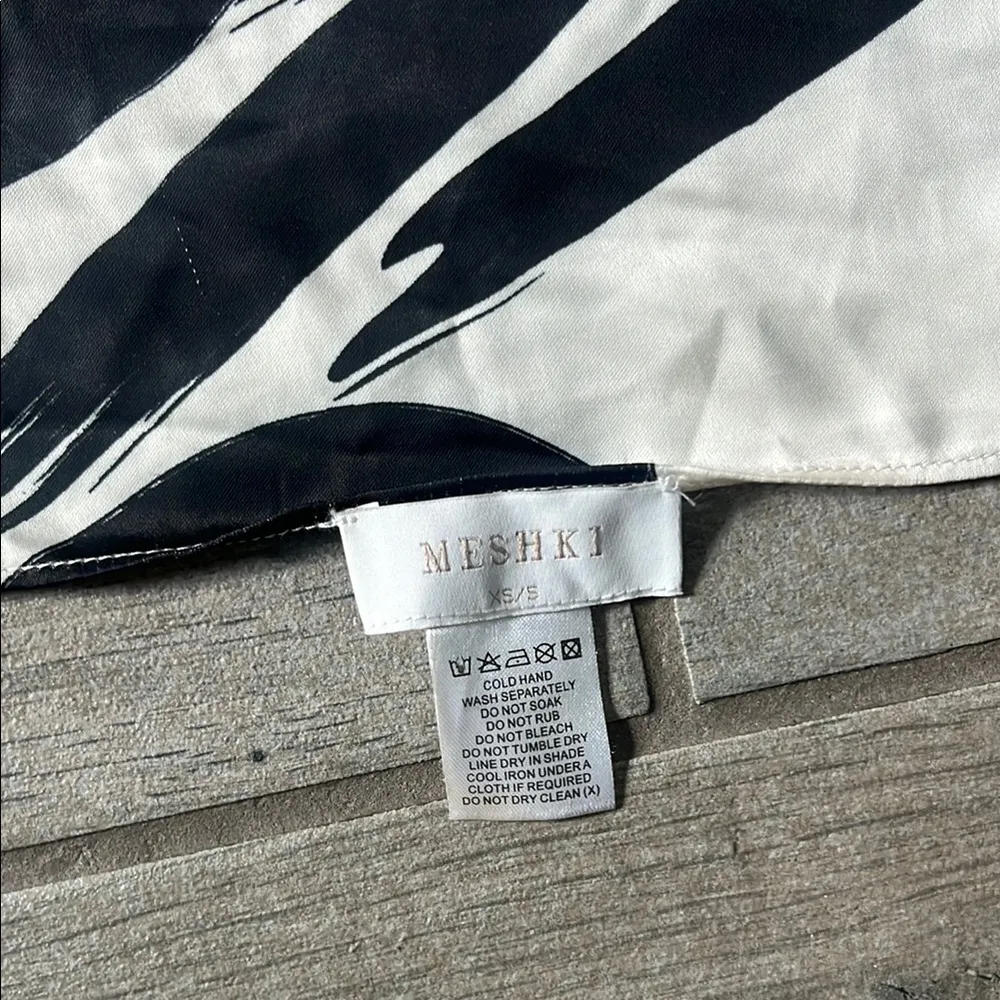 MESHKI
XS/S
COLD HAND
WASH SEPARATELY
DO NOT SOAK
DO NOT RUB
DO NOT BLEACH
DO NOT TUMBLE DRY
LINE DRY IN SHADE
COOL IRON UNDER A
CLOTH IF REQUIRED
DO NOT DRY CLEAN (X)